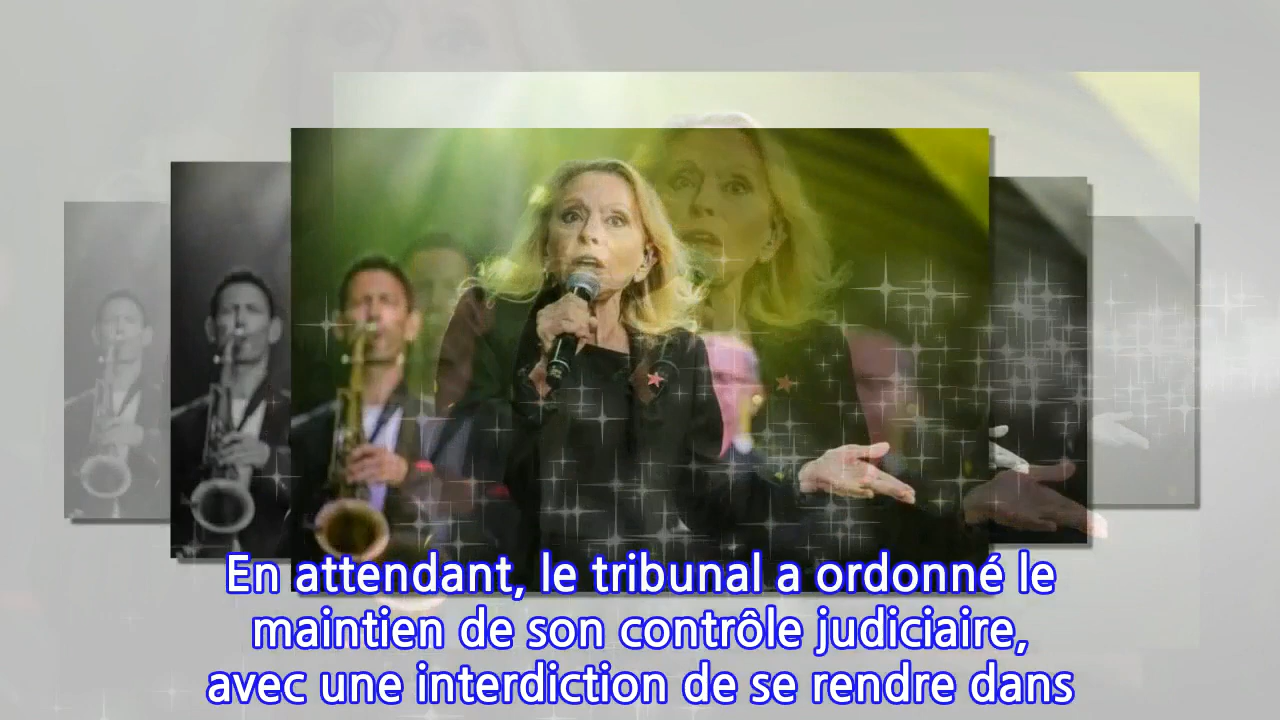 En attendant, le tribunal a ordonné le
maintien de son contrôle judiciaire,
avec une interdiction de se rendre dans